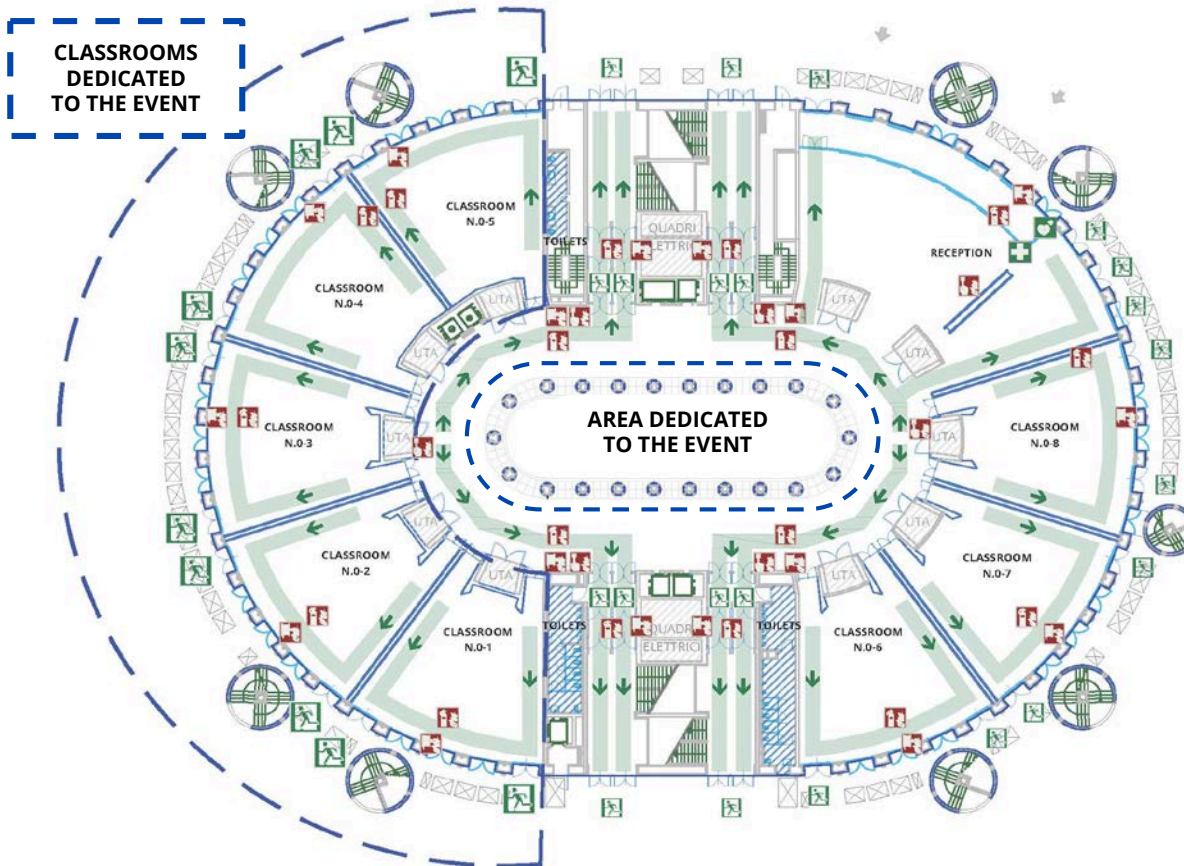 CLASSROOMS
DEDICATED
TO THE EVENT
CLASSROOM
N.0-5
TOILETS
QUADRI
ELETTRICI
RECEPTION
CLASSROOM
N.0-4
UTA
UTA
UTA
UTA
AREA DEDICATED
TO THE EVENT
CLASSROOM
N.0-3
UTA
UTA
CLASSROOM
N.0-8
CLASSROOM
N.0-2
UTA
UTA
CLASSROOM
N.0-7
UTA
UTA
CLASSROOM
N.0-1
TOILETS
QUADRI
ELETTRICI
TOILETS
CLASSROOM
N.0-6